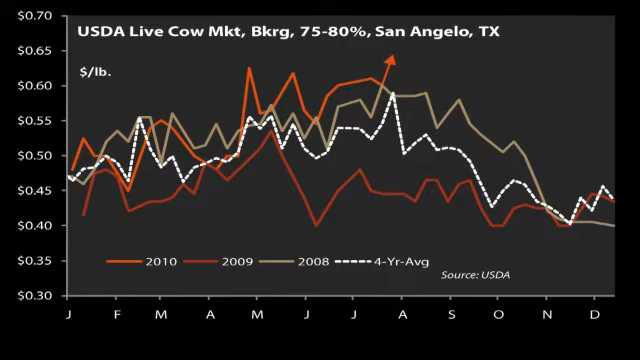 USDA Live Cow Mkt, Bkrg, 75-80%, San Angelo, TX
$/lb.
$0.70
$0.65
$0.60
$0.55
$0.50
$0.45
$0.40
$0.35
$0.30
2010 2009 2008 4-Yr-Avg
Source: USDA
J F M A M J J A S O N D